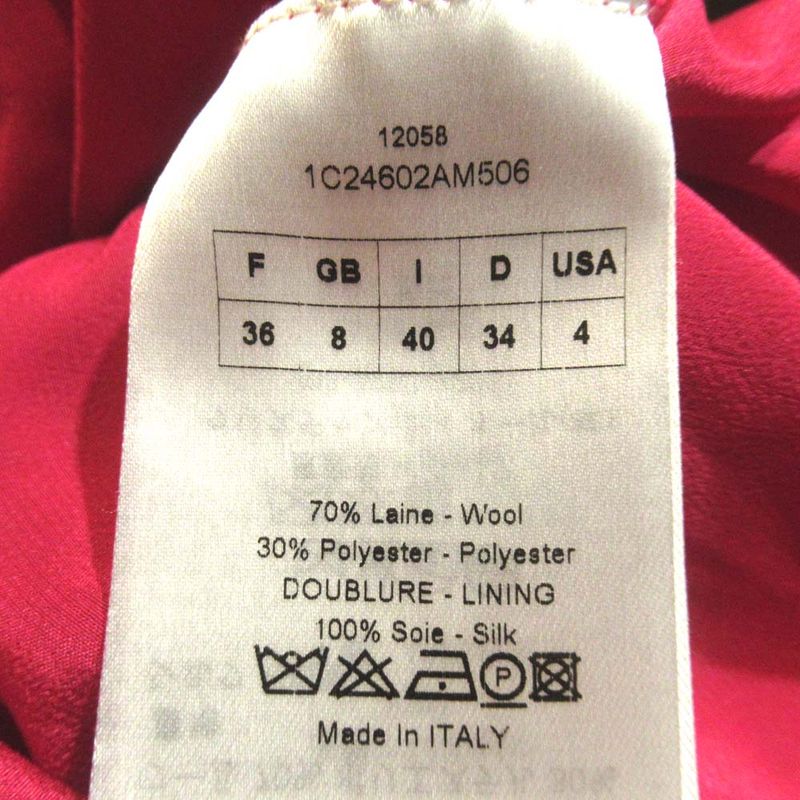 12058
1C24602AM506
F GB I D USA
36 8 40 34 4
70% Laine - Wool
30% Polyester - Polyester
DOUBLURE - LINING
100% Soie - Silk
P
Made In ITALY